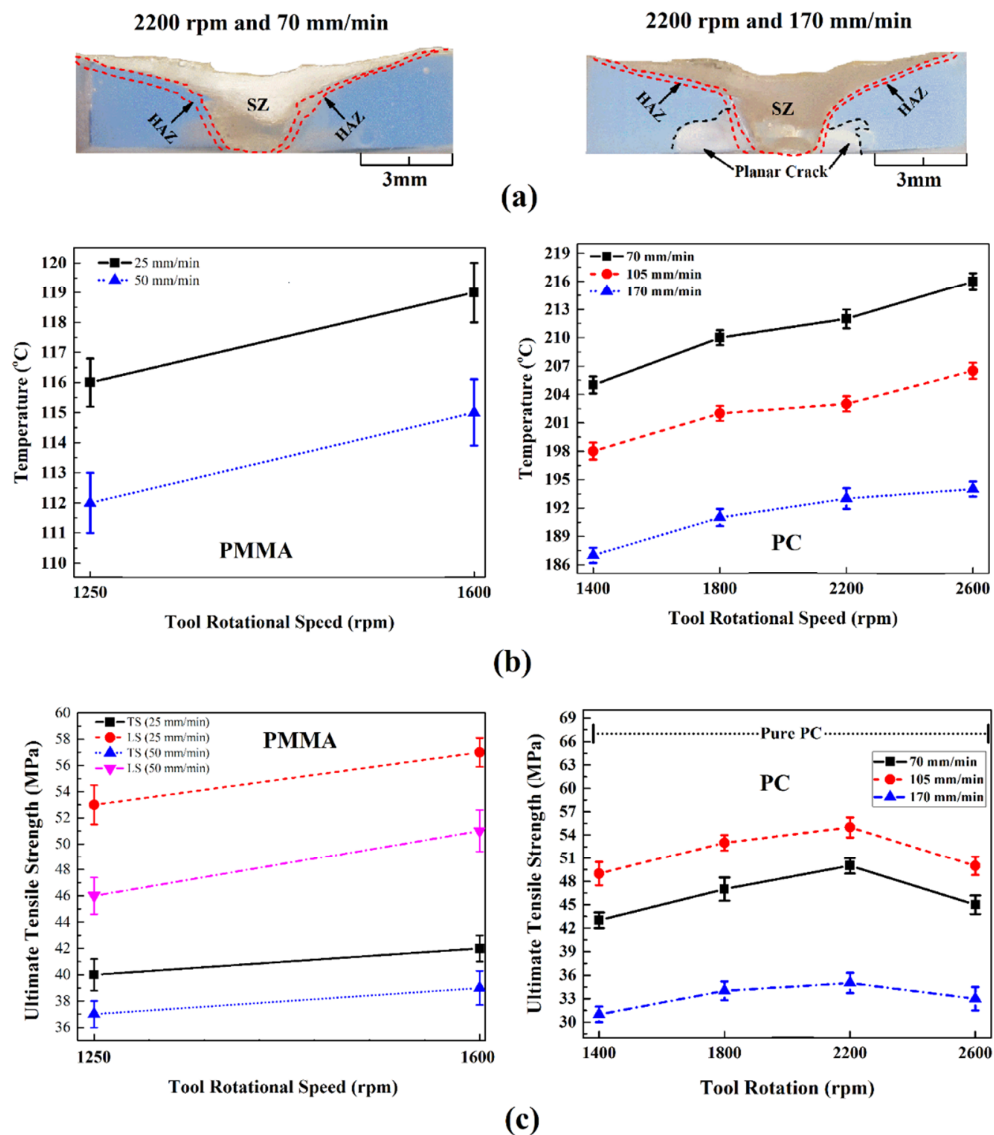 2200 rpm and 70 mm/min
2200 rpm and 170 mm/min
SZ
HAZ
HAZ
3mm
SZ
HAZ
HAZ
Planar Crack
3mm
(a)
Temperature (°C)
120
119
118
117
116
115
114
113
112
111
110
25 mm/min
50 mm/min
PMMA
1250
1600
Tool Rotational Speed (rpm)
Temperature (°C)
219
216
213
210
207
204
201
198
195
192
189
186
70 mm/min
105 mm/min
170 mm/min
PC
1400
1800
2200
2600
Tool Rotational Speed (rpm)
(b)
Ultimate Tensile Strength (MPa)
60
58
56
54
52
50
48
46
44
42
40
38
36
TS (25 mm/min)
LS (25 mm/min)
TS (50 mm/min)
LS (50 mm/min)
PMMA
1250
1600
Tool Rotational Speed (rpm)
Ultimate Tensile Strength (MPa)
69
66
63
60
57
54
51
48
45
42
39
36
33
30
Pure PC
PC
70 mm/min
105 mm/min
170 mm/min
1400
1800
2200
2600
Tool Rotation (rpm)
(c)